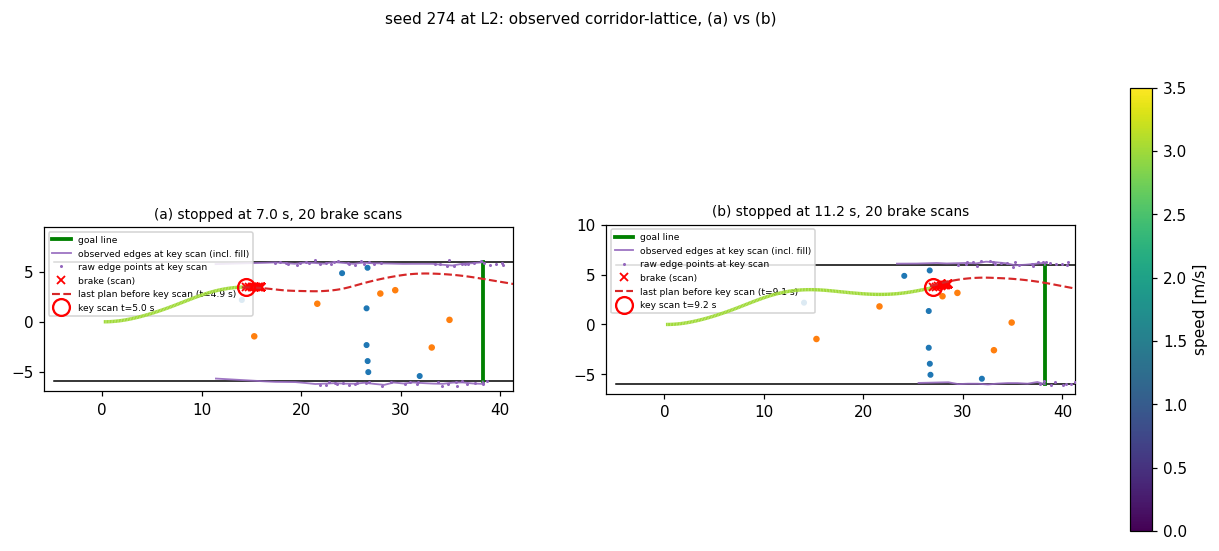 seed 274 at L2: observed corridor-lattice, (a) vs (b)
(a) stopped at 7.0 s, 20 brake scans
goal line
observed edges at key scan (incl. fill)
raw edge points at key scan
brake (scan)
last plan before key scan (t=4.9 s)
key scan t=5.0 s
5
0
−5
0
10
20
30
40
(b) stopped at 11.2 s, 20 brake scans
goal line
observed edges at key scan (incl. fill)
raw edge points at key scan
brake (scan)
last plan before key scan (t=9.1 s)
key scan t=9.2 s
10
5
0
−5
0
10
20
30
40
3.5
3.0
2.5
2.0
1.5
1.0
0.5
0.0
speed [m/s]